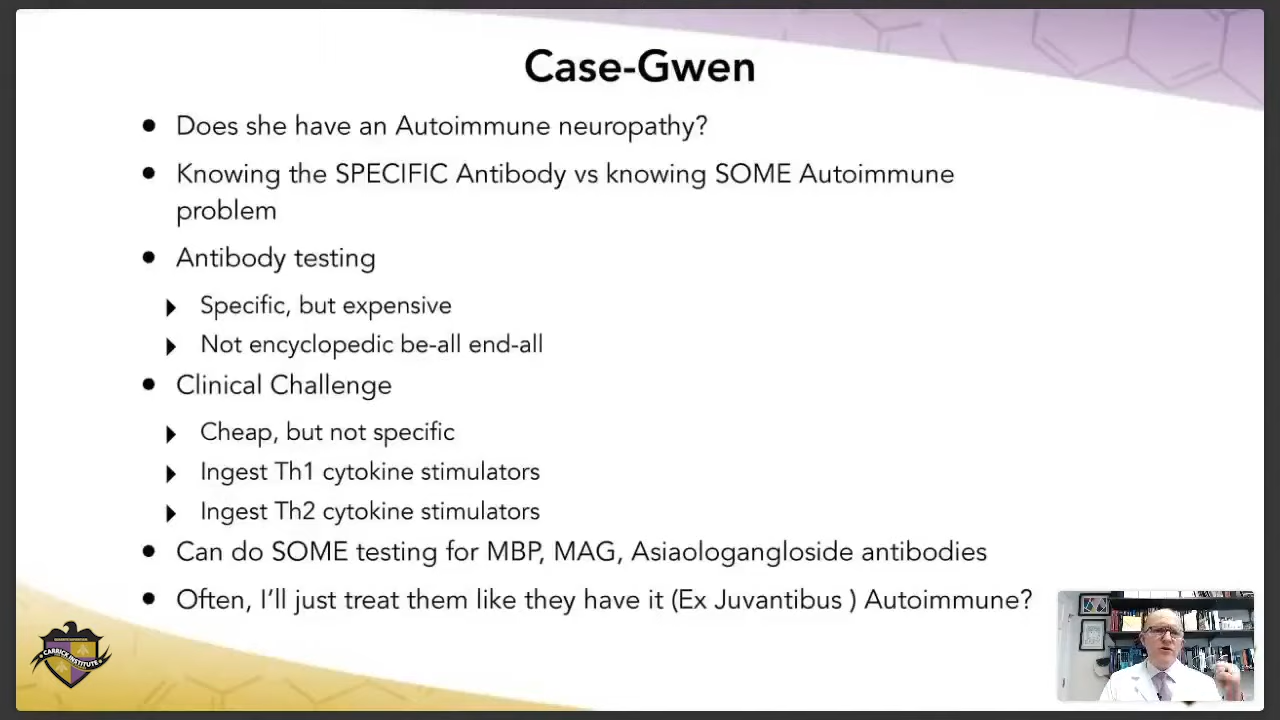 Case-Gwen
• Does she have an Autoimmune neuropathy?
• Knowing the SPECIFIC Antibody vs knowing SOME Autoimmune
problem
• Antibody testing
Specific, but expensive
Not encyclopedic be-all end-all
• Clinical Challenge
Cheap, but not specific
Ingest Th1 cytokine stimulators
Ingest Th2 cytokine stimulators
• Can do SOME testing for MBP, MAG, Asiaologangloside antibodies
• Often, I’ll just treat them like they have it (Ex Juvantibus ) Autoimmune?
CARRICK INSTITUTE